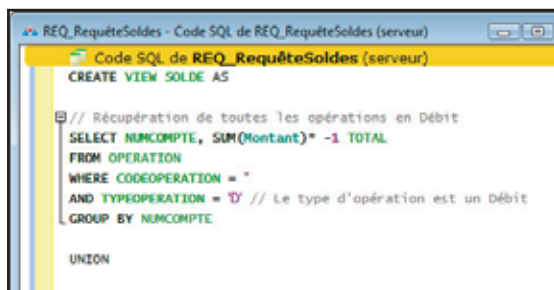 REQ_RequêteSoldes - Code SQL de REQ_RequêteSoldes (serveur)
Code SQL de REQ_RequêteSoldes (serveur)
CREATE VIEW SOLDE AS
// Récupération de toutes les opérations en Débit
SELECT NUMCOMPTE, SUM(Montant)* -1 TOTAL
FROM OPERATION
WHERE CODEOPERATION = ''
AND TYPEOPERATION = 'D' // Le type d'opération est un Débit
GROUP BY NUMCOMPTE
UNION